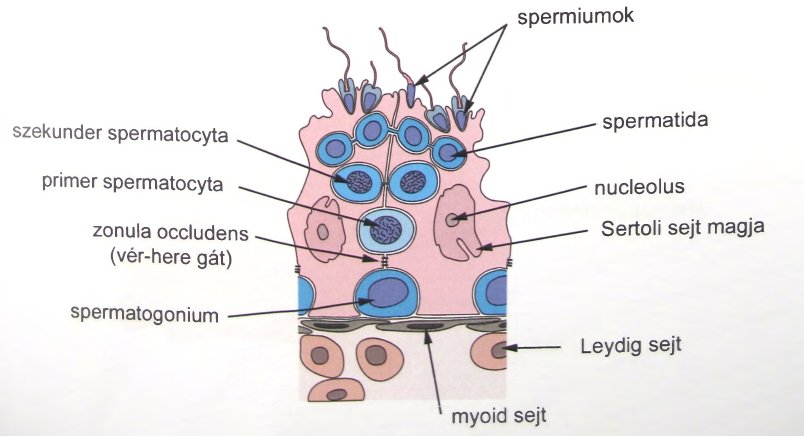 spermiumok
szekunder spermatocyta
spermatida
primer spermatocyta
nucleolus
zonula occludens
(vér-here gát)
Sertoli sejt magja
spermatogonium
Leydig sejt
myoid sejt